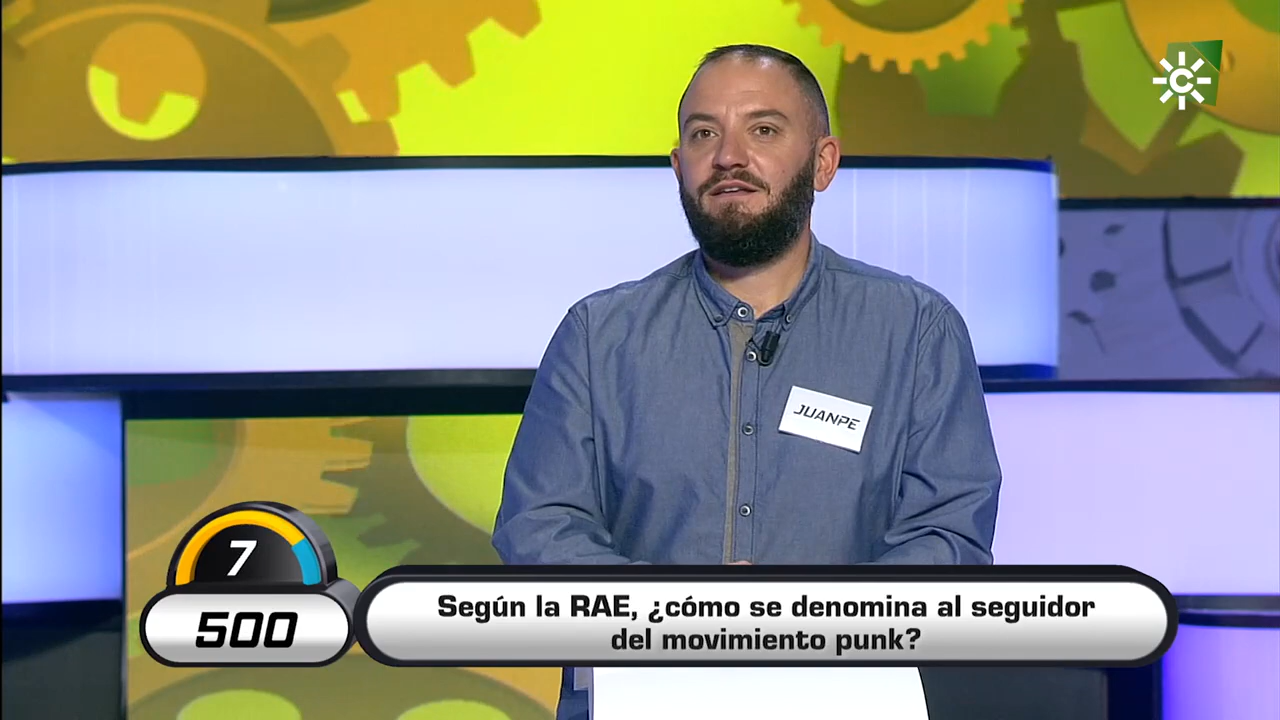 C
JUANPE
7
500
Según la RAE, ¿cómo se denomina al seguidor
del movimiento punk?